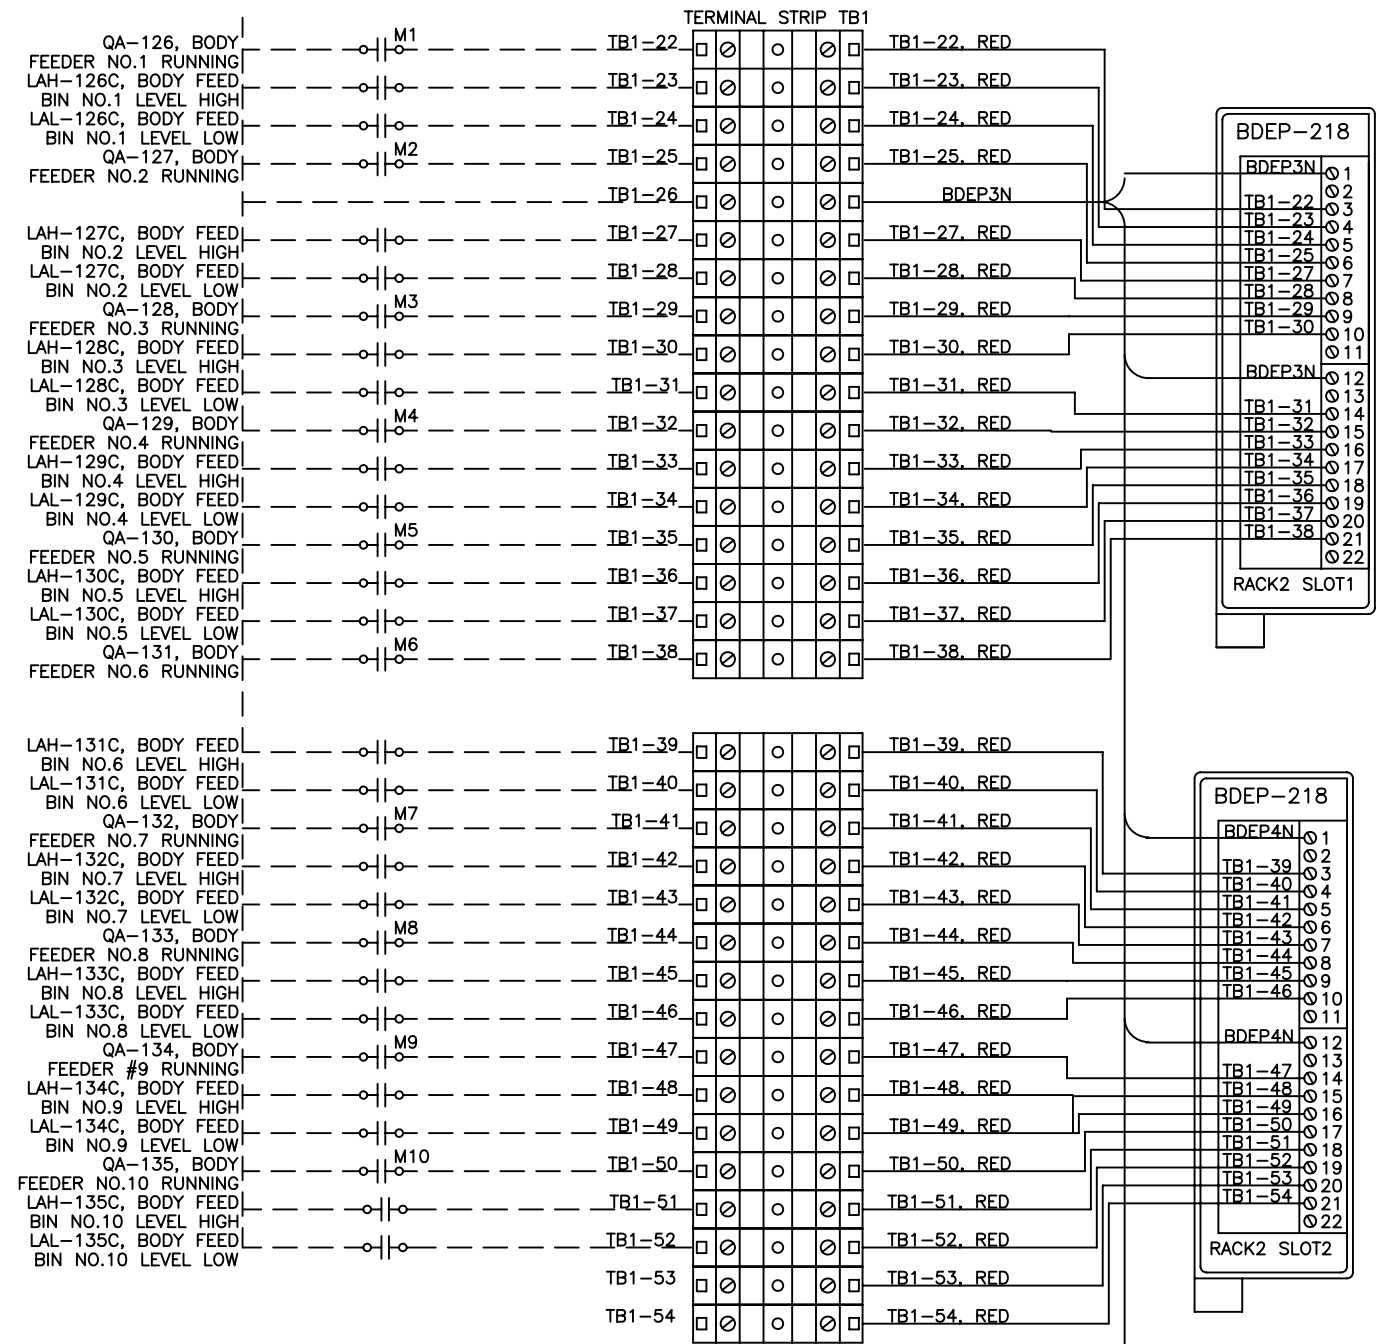 TERMINAL STRIP TB1
QA-126, BODY
FEEDER NO.1 RUNNING
M1
TB1-22
TB1-22, RED
LAH-126C, BODY FEED
BIN NO.1 LEVEL HIGH
TB1-23
TB1-23, RED
LAL-126C, BODY FEED
BIN NO.1 LEVEL LOW
TB1-24
TB1-24, RED
QA-127, BODY
FEEDER NO.2 RUNNING
M2
TB1-25
TB1-25, RED
TB1-26
BDEP3N
LAH-127C, BODY FEED
BIN NO.2 LEVEL HIGH
TB1-27
TB1-27, RED
LAL-127C, BODY FEED
BIN NO.2 LEVEL LOW
TB1-28
TB1-28, RED
QA-128, BODY
FEEDER NO.3 RUNNING
M3
TB1-29
TB1-29, RED
LAH-128C, BODY FEED
BIN NO.3 LEVEL HIGH
TB1-30
TB1-30, RED
LAL-128C, BODY FEED
BIN NO.3 LEVEL LOW
TB1-31
TB1-31, RED
QA-129, BODY
FEEDER NO.4 RUNNING
M4
TB1-32
TB1-32, RED
LAH-129C, BODY FEED
BIN NO.4 LEVEL HIGH
TB1-33
TB1-33, RED
LAL-129C, BODY FEED
BIN NO.4 LEVEL LOW
TB1-34
TB1-34, RED
QA-130, BODY
FEEDER NO.5 RUNNING
M5
TB1-35
TB1-35, RED
LAH-130C, BODY FEED
BIN NO.5 LEVEL HIGH
TB1-36
TB1-36, RED
LAL-130C, BODY FEED
BIN NO.5 LEVEL LOW
TB1-37
TB1-37, RED
QA-131, BODY
FEEDER NO.6 RUNNING
M6
TB1-38
TB1-38, RED
BDEP-218
BDEP3N 1
2
TB1-22 3
TB1-23 4
TB1-24 5
TB1-25 6
TB1-27 7
TB1-28 8
TB1-29 9
TB1-30 10
11
BDEP3N 12
13
TB1-31 14
TB1-32 15
TB1-33 16
TB1-34 17
TB1-35 18
TB1-36 19
TB1-37 20
TB1-38 21
22
RACK2 SLOT1
LAH-131C, BODY FEED
BIN NO.6 LEVEL HIGH
TB1-39
TB1-39, RED
LAL-131C, BODY FEED
BIN NO.6 LEVEL LOW
TB1-40
TB1-40, RED
QA-132, BODY
FEEDER NO.7 RUNNING
M7
TB1-41
TB1-41, RED
LAH-132C, BODY FEED
BIN NO.7 LEVEL HIGH
TB1-42
TB1-42, RED
LAL-132C, BODY FEED
BIN NO.7 LEVEL LOW
TB1-43
TB1-43, RED
QA-133, BODY
FEEDER NO.8 RUNNING
M8
TB1-44
TB1-44, RED
LAH-133C, BODY FEED
BIN NO.8 LEVEL HIGH
TB1-45
TB1-45, RED
LAL-133C, BODY FEED
BIN NO.8 LEVEL LOW
TB1-46
TB1-46, RED
QA-134, BODY
FEEDER #9 RUNNING
M9
TB1-47
TB1-47, RED
LAH-134C, BODY FEED
BIN NO.9 LEVEL HIGH
TB1-48
TB1-48, RED
LAL-134C, BODY FEED
BIN NO.9 LEVEL LOW
TB1-49
TB1-49, RED
QA-135, BODY
FEEDER NO.10 RUNNING
M10
TB1-50
TB1-50, RED
LAH-135C, BODY FEED
BIN NO.10 LEVEL HIGH
TB1-51
TB1-51, RED
LAL-135C, BODY FEED
BIN NO.10 LEVEL LOW
TB1-52
TB1-52, RED
TB1-53
TB1-53, RED
TB1-54
TB1-54, RED
BDEP-218
BDEP4N 1
2
TB1-39 3
TB1-40 4
TB1-41 5
TB1-42 6
TB1-43 7
TB1-44 8
TB1-45 9
TB1-46 10
11
BDEP4N 12
13
TB1-47 14
TB1-48 15
TB1-49 16
TB1-50 17
TB1-51 18
TB1-52 19
TB1-53 20
TB1-54 21
22
RACK2 SLOT2